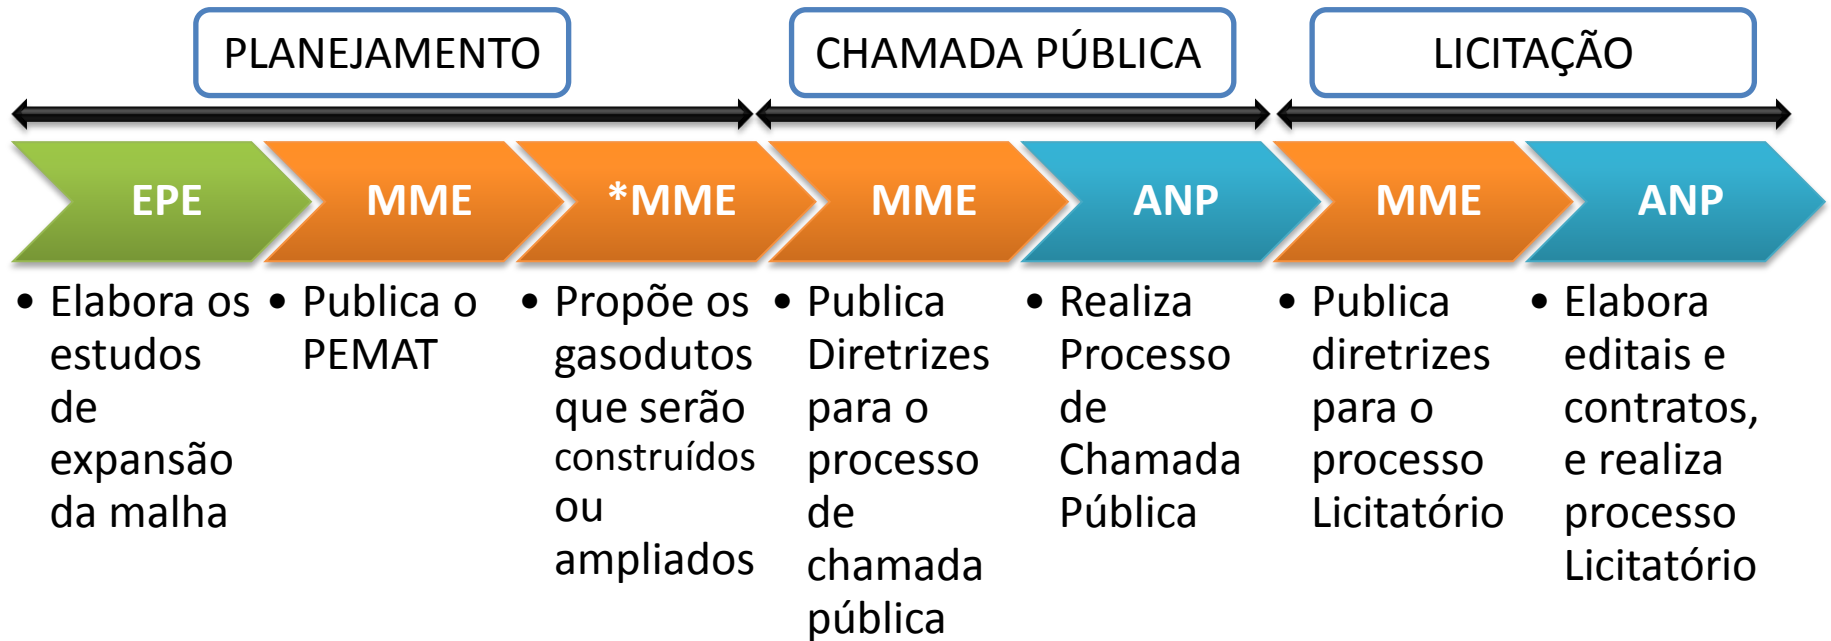 PLANEJAMENTO
CHAMADA PÚBLICA
LICITAÇÃO
EPE
MME
*MME
MME
ANP
MME
ANP
• Elabora os
estudos
de
expansão
da malha
• Publica o
PEMAT
• Propõe os
gasodutos
que serão
construídos
ou
ampliados
• Publica
Diretrizes
para o
processo
de
chamada
pública
• Realiza
Processo
de
Chamada
Pública
• Publica
diretrizes
para o
processo
Licitatório
• Elabora
editais e
contratos,
e realiza
processo
Licitatório